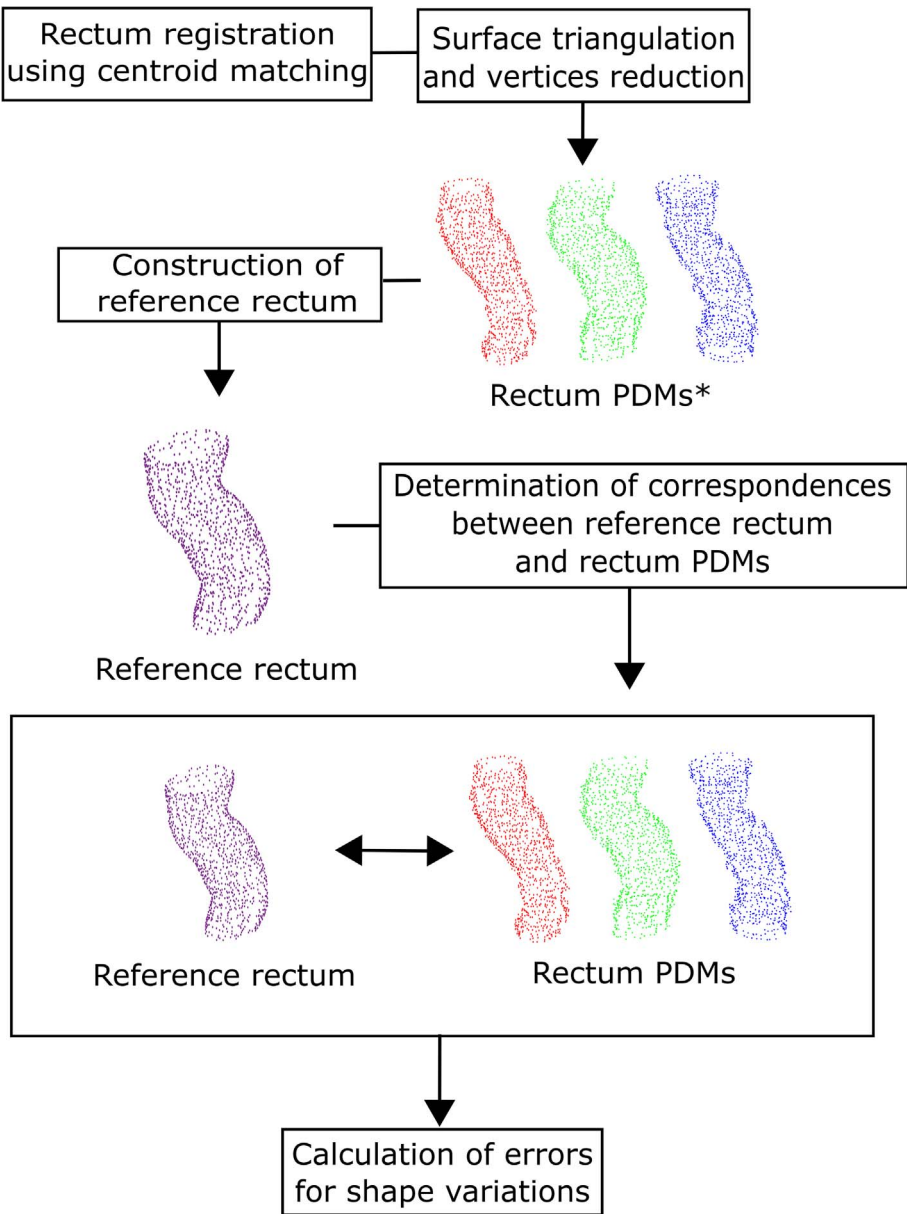 Rectum registration
using centroid matching
Surface triangulation
and vertices reduction
Construction of
reference rectum
Rectum PDMs*
Determination of correspondences
between reference rectum
and rectum PDMs
Reference rectum
Reference rectum
Rectum PDMs
Calculation of errors
for shape variations